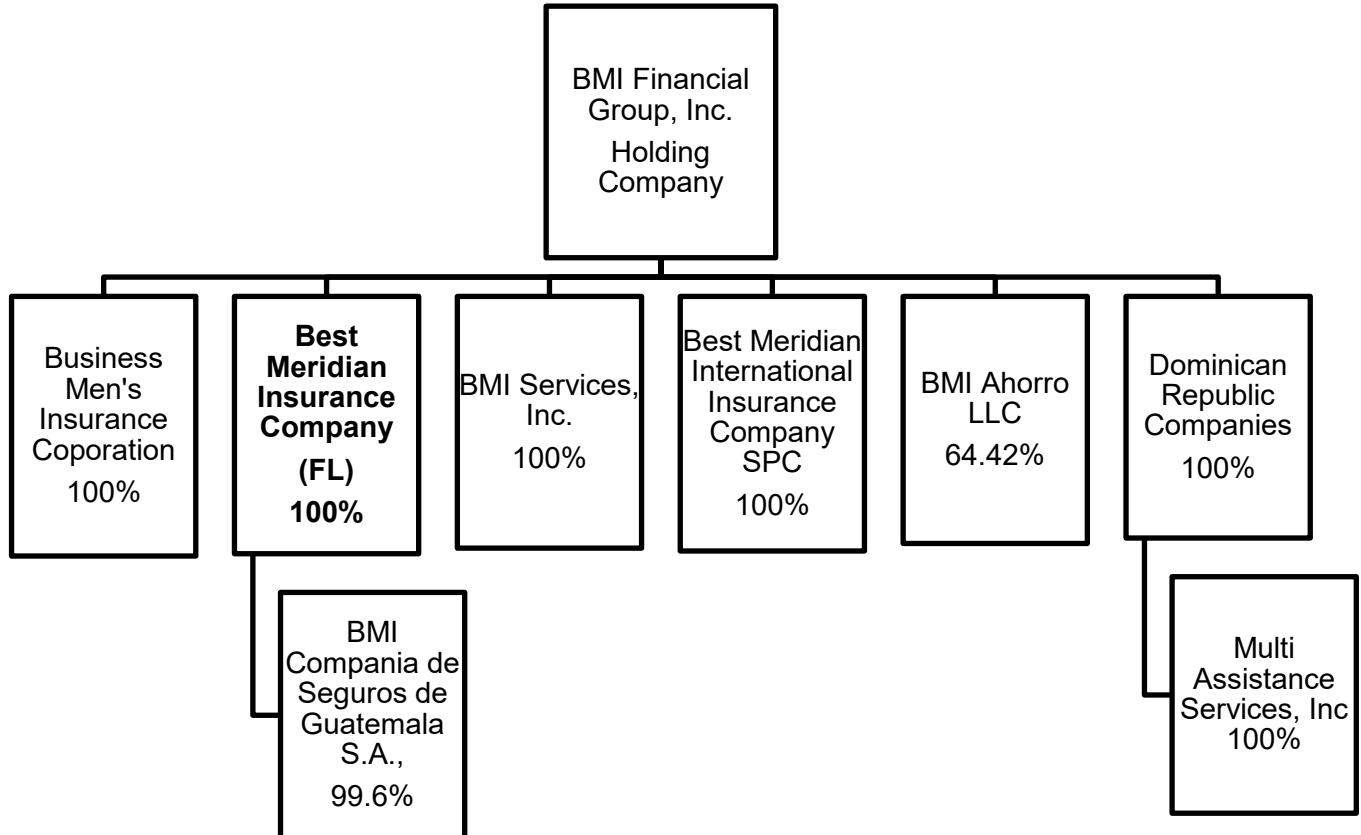 BMI Financial
Group, Inc.
Holding
Company
Business
Men's
Insurance
Coporation
100%
Best
Meridian
Insurance
Company
(FL)
100%
BMI Services,
Inc.
100%
Best Meridian
International
Insurance
Company
SPC
100%
BMI Ahorro
LLC
64.42%
Dominican
Republic
Companies
100%
BMI
Compania de
Seguros de
Guatemala
S.A.,
99.6%
Multi
Assistance
Services, Inc
100%